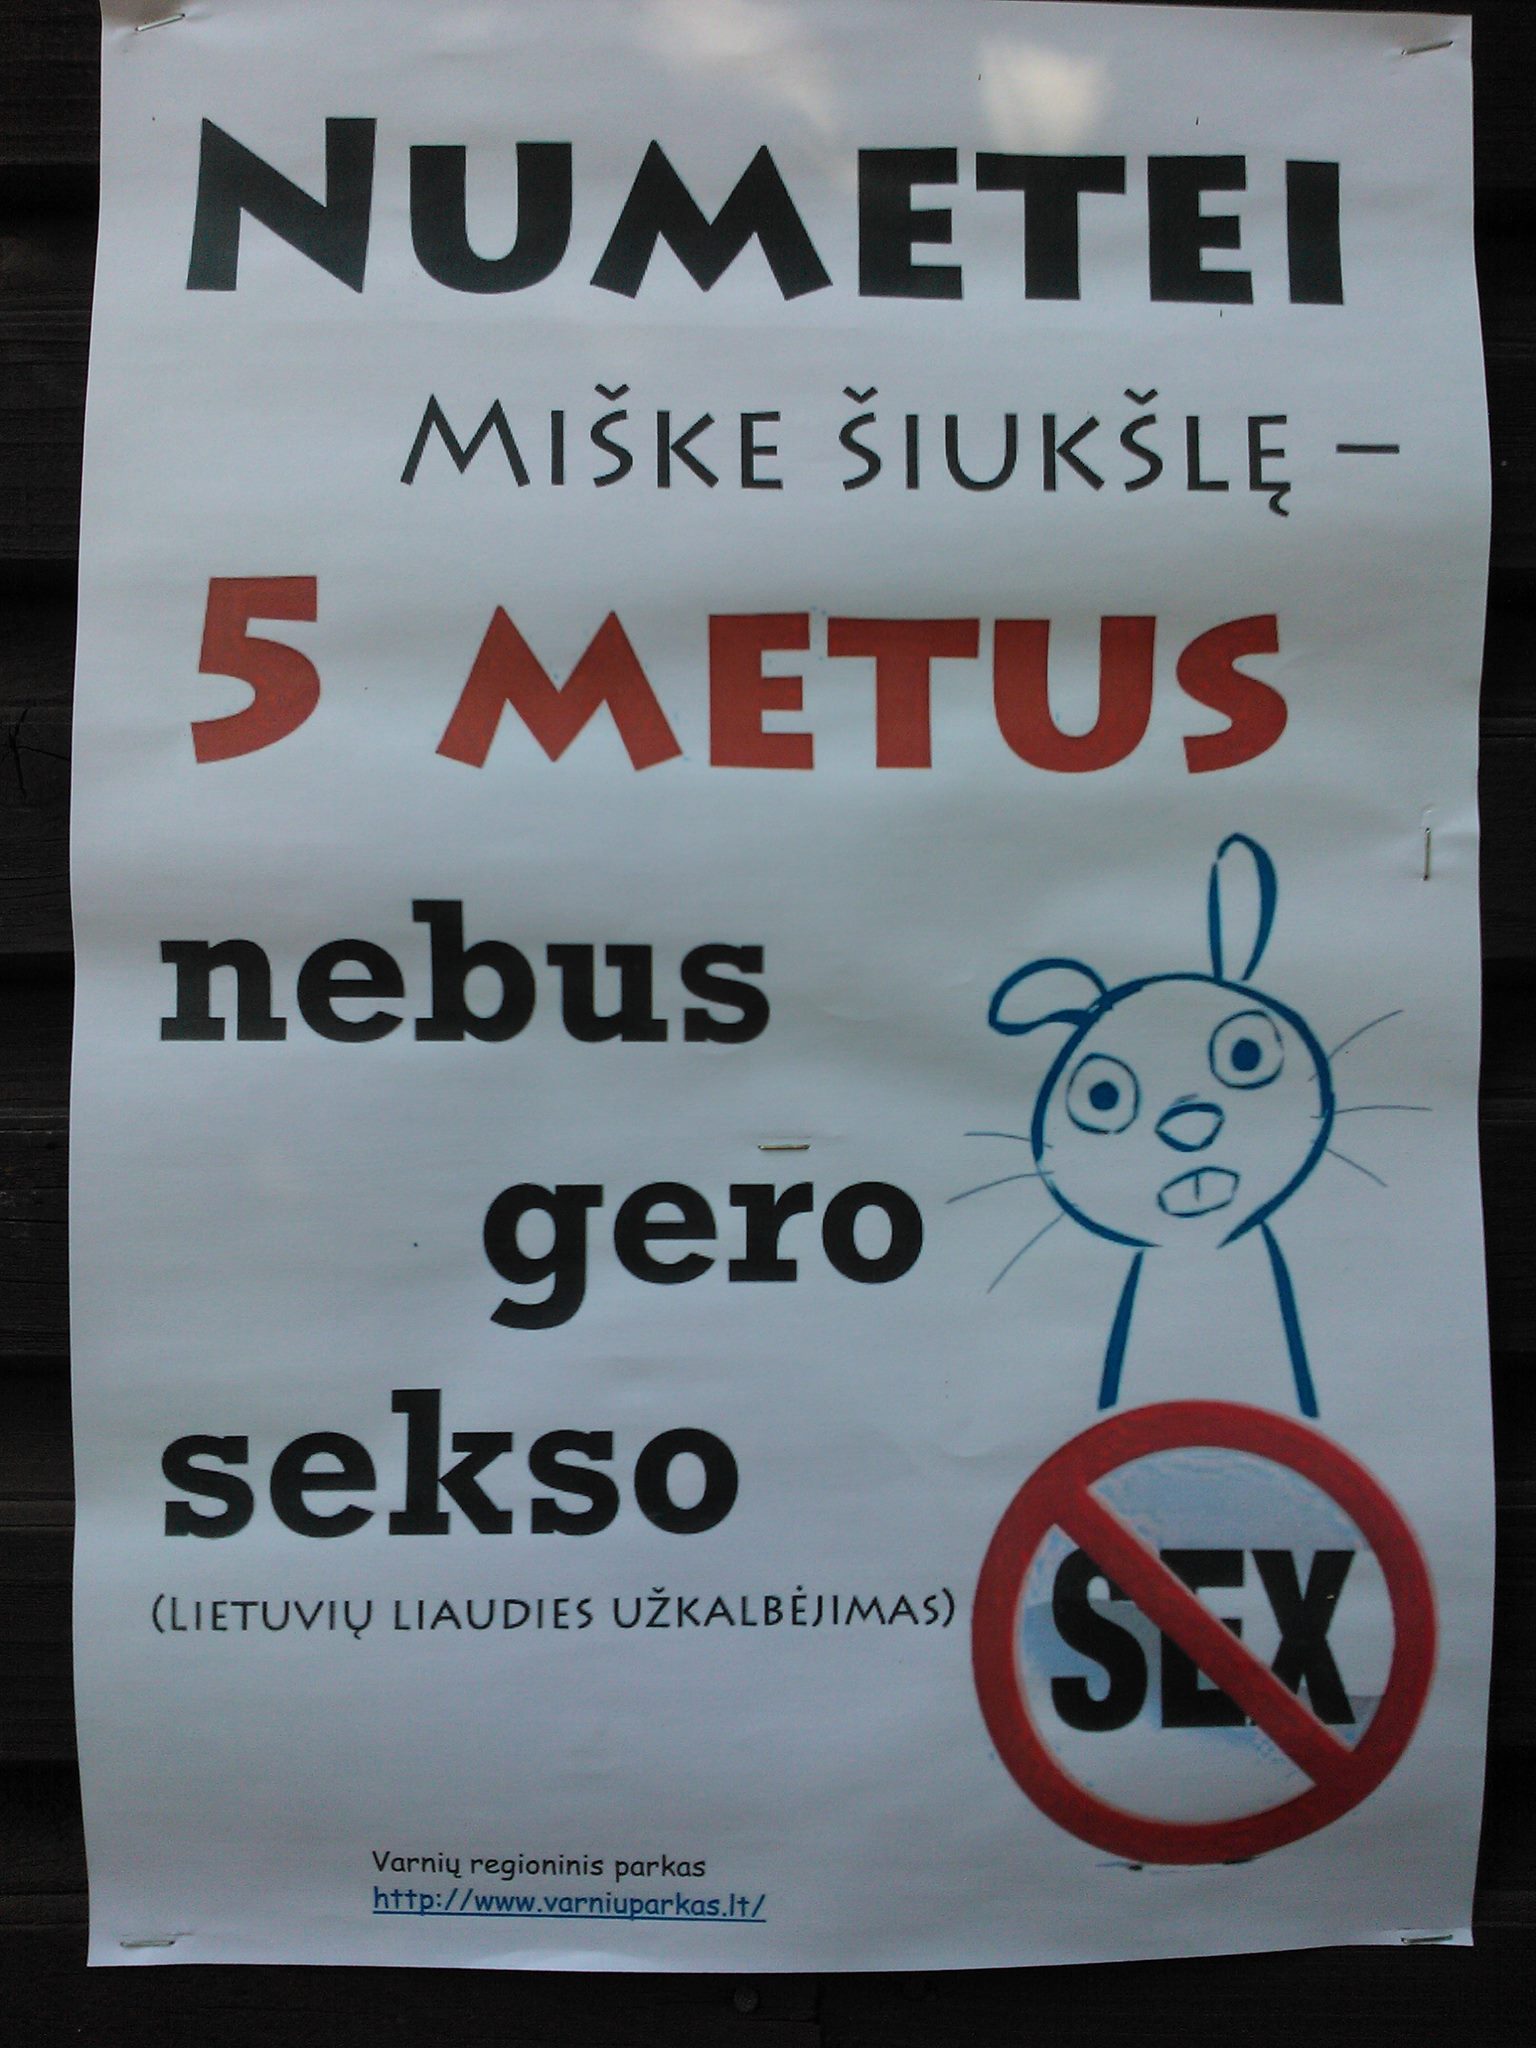 NUMETEI
MIŠKE ŠIUKŠLĘ –
5 METUS
nebus
gero
sekso
(LIETUVIŲ LIAUDIES UŽKALBĖJIMAS)
SEX
Varnių regioninis parkas
http://www.varniuparkas.lt/